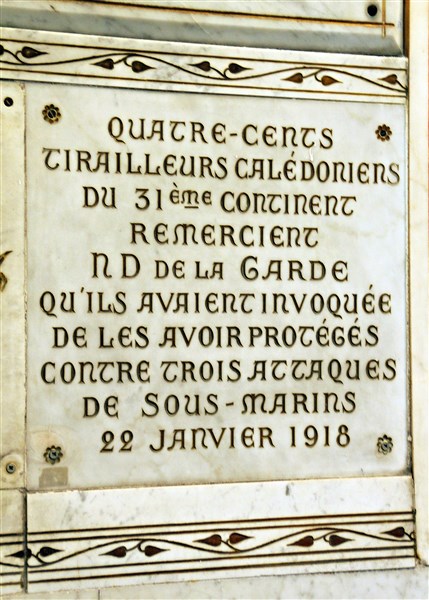 QUATRE-CENTS
TIRAILLEURS CALÉDONIENS
DU 31ème CONTINENT
REMERCIENT
N D DE LA GARDE
QU'ILS AVAIENT INVOQUÉE
DE LES AVOIR PROTÉGÉS
CONTRE TROIS ATTAQUES
DE SOUS-MARINS
22 JANVIER 1918